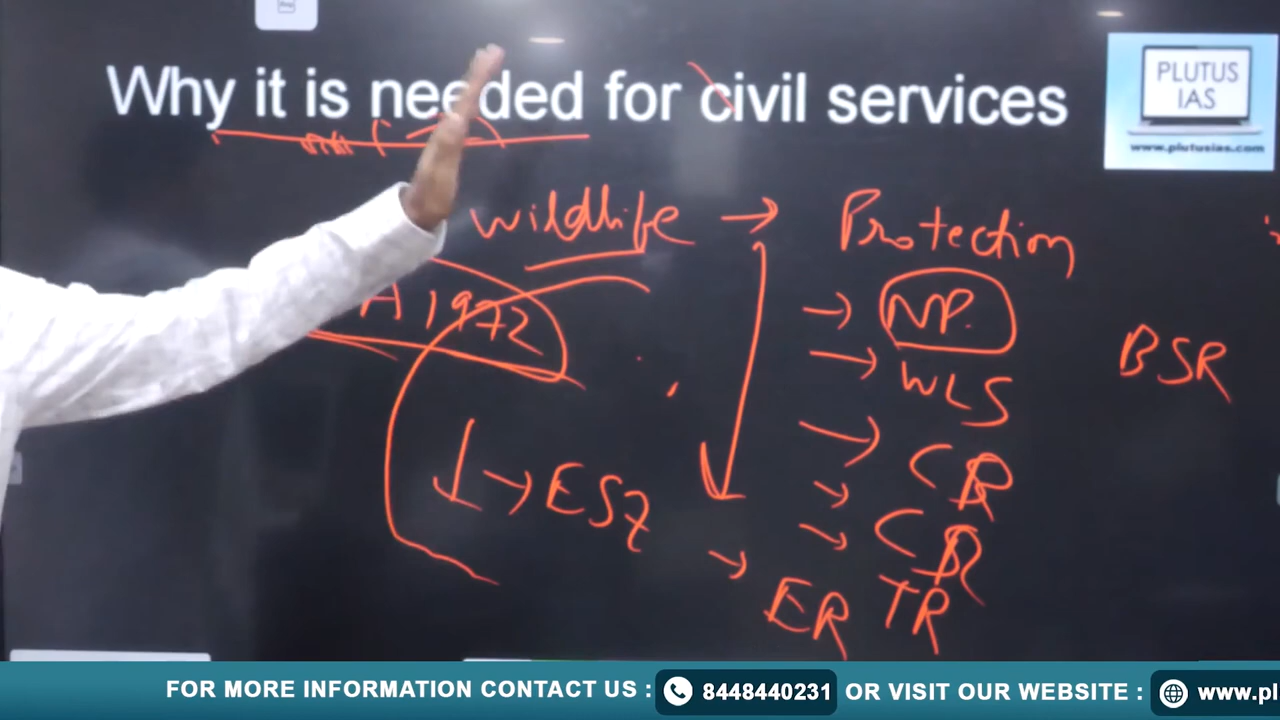 Why it is needed for civil services
PLUTUS
IAS
www.plutusias.com
wildlife → Protection
A 1972
→ NP.
→ WLS
BSR
→ CR
→ ESZ
→ CR
→ ER TR
FOR MORE INFORMATION CONTACT US : 8448440231 OR VISIT OUR WEBSITE : www.pl